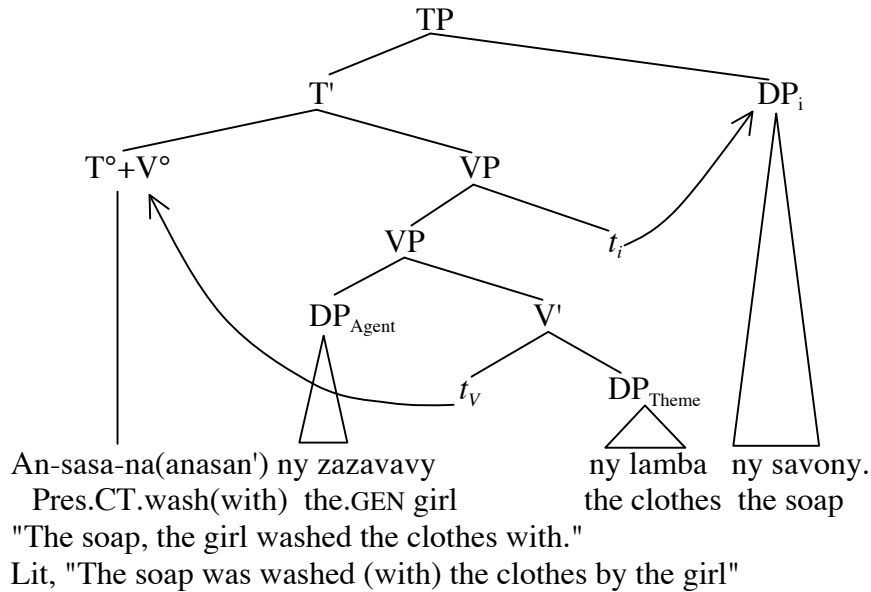 TP
T' DPi
T°+V° VP
VP ti
DPAgent V'
tV DPTheme
An-sasa-na(anasan') ny zazavavy ny lamba ny savony.
Pres.CT.wash(with) the.GEN girl the clothes the soap
"The soap, the girl washed the clothes with."
Lit, "The soap was washed (with) the clothes by the girl"